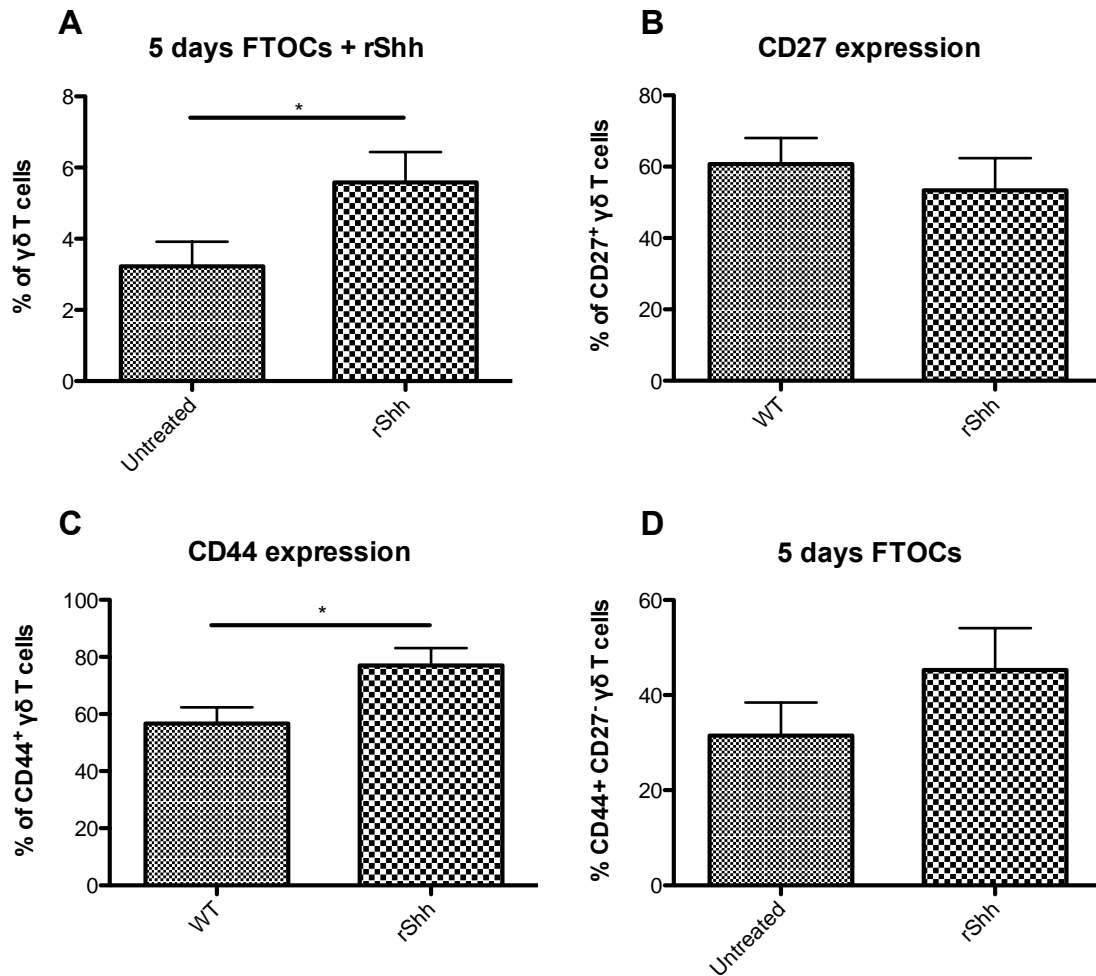 A
5 days FTOCs + rShh
% of γδ T cells
8
6
4
2
0
*
Untreated
rShh
B
CD27 expression
% of CD27⁺ γδ T cells
80
60
40
20
0
WT
rShh
C
CD44 expression
% of CD44⁺ γδ T cells
100
80
60
40
20
0
*
WT
rShh
D
5 days FTOCs
% CD44+ CD27⁻ γδ T cells
60
40
20
0
Untreated
rShh